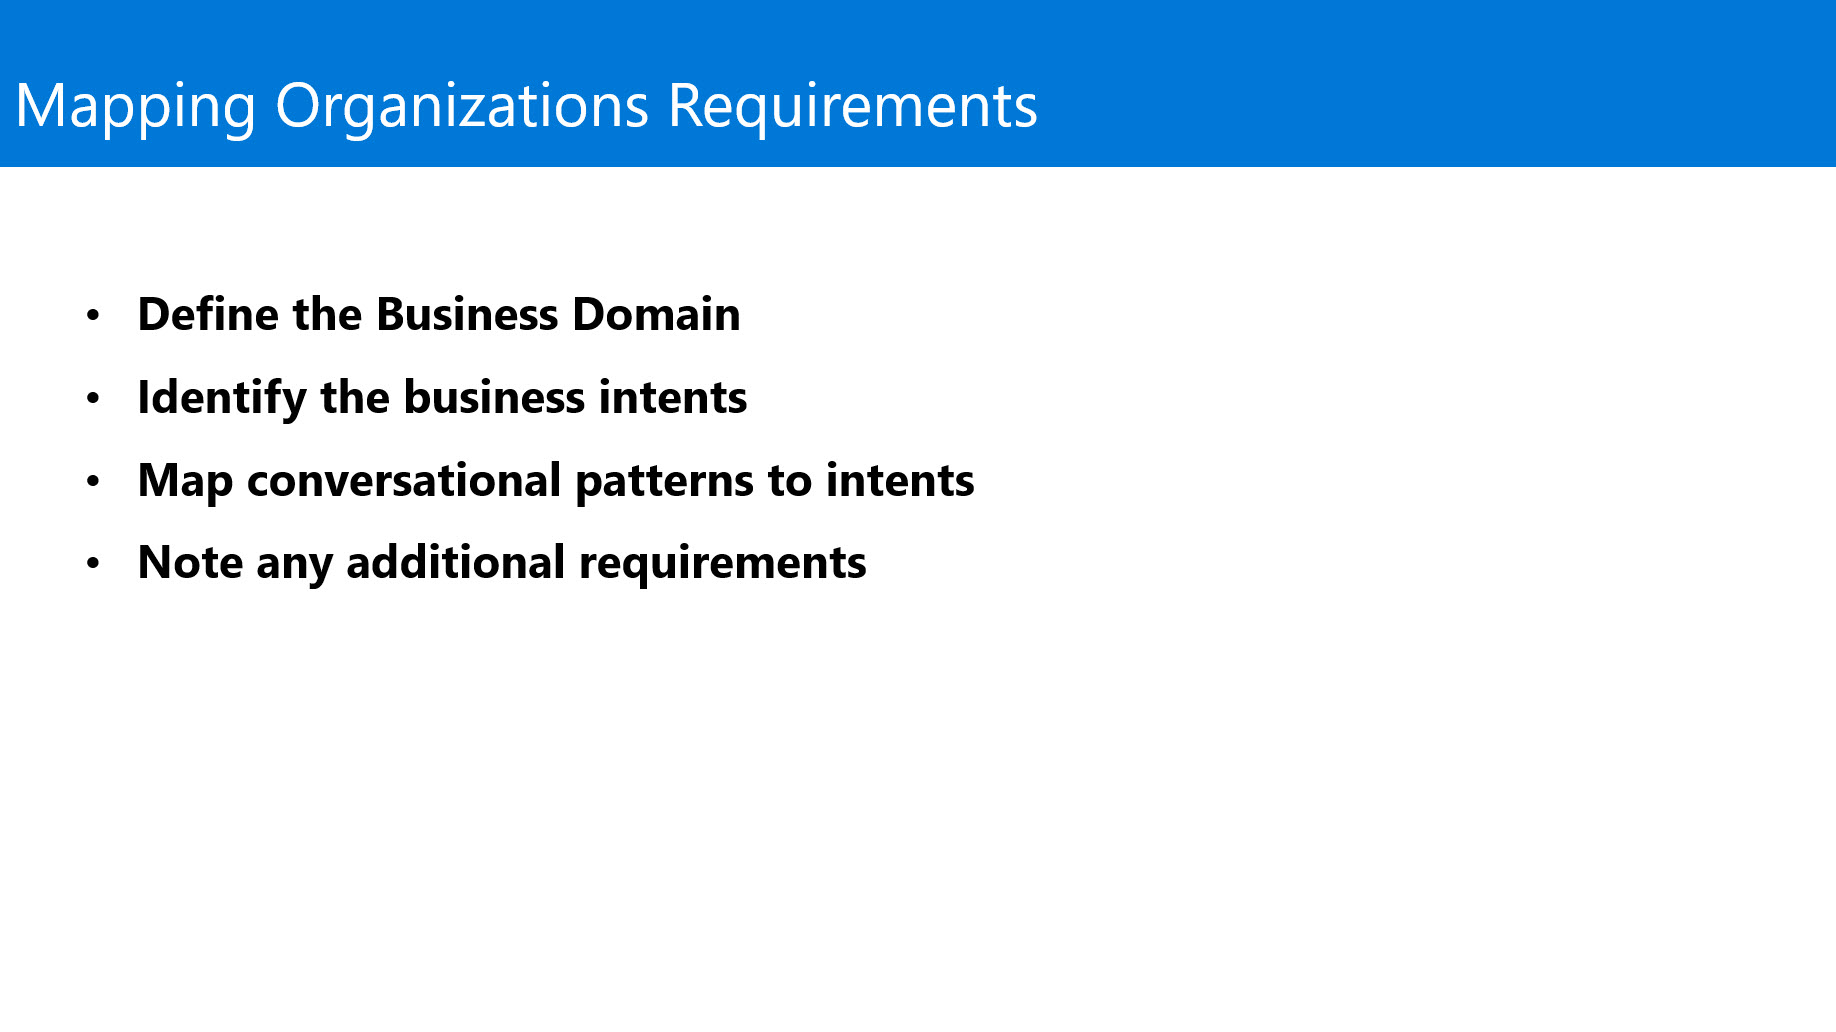 Mapping Organizations Requirements
• Define the Business Domain
• Identify the business intents
• Map conversational patterns to intents
• Note any additional requirements